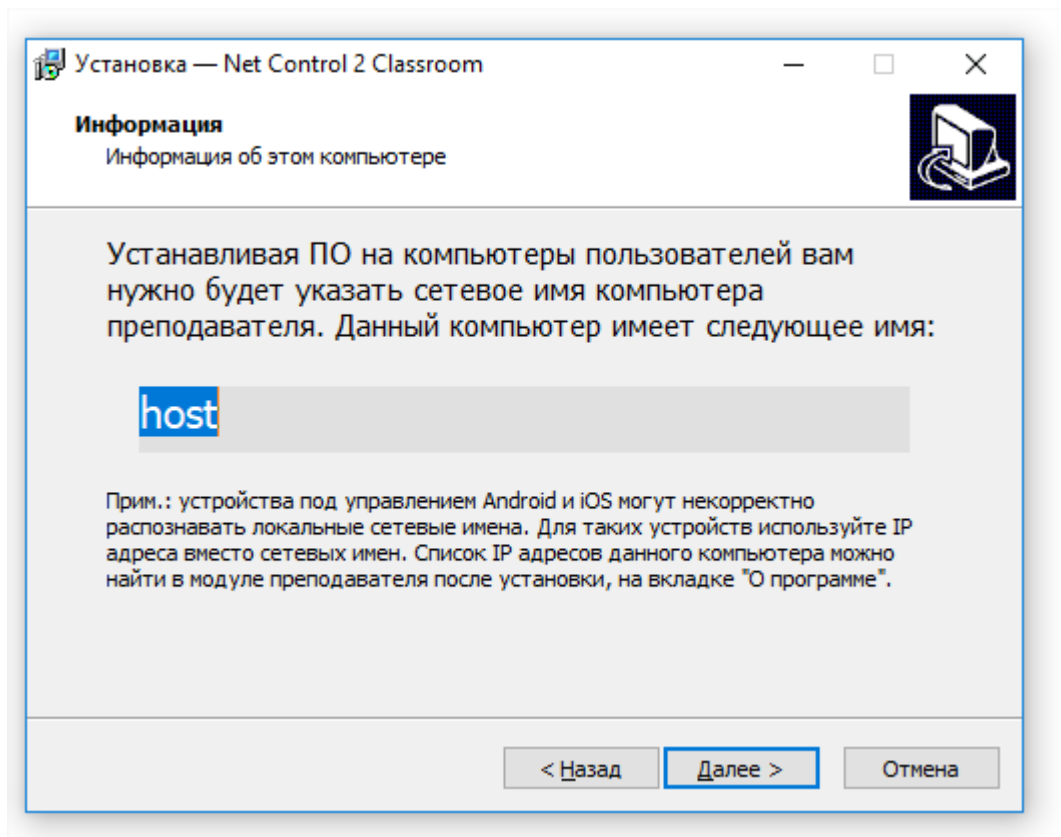 Установка — Net Control 2 Classroom
Информация
Информация об этом компьютере
Устанавливая ПО на компьютеры пользователей вам
нужно будет указать сетевое имя компьютера
преподавателя. Данный компьютер имеет следующее имя:
host
Прим.: устройства под управлением Android и iOS могут некорректно
распознавать локальные сетевые имена. Для таких устройств используйте IP
адреса вместо сетевых имен. Список IP адресов данного компьютера можно
найти в модуле преподавателя после установки, на вкладке "О программе".
< Назад
Далее >
Отмена